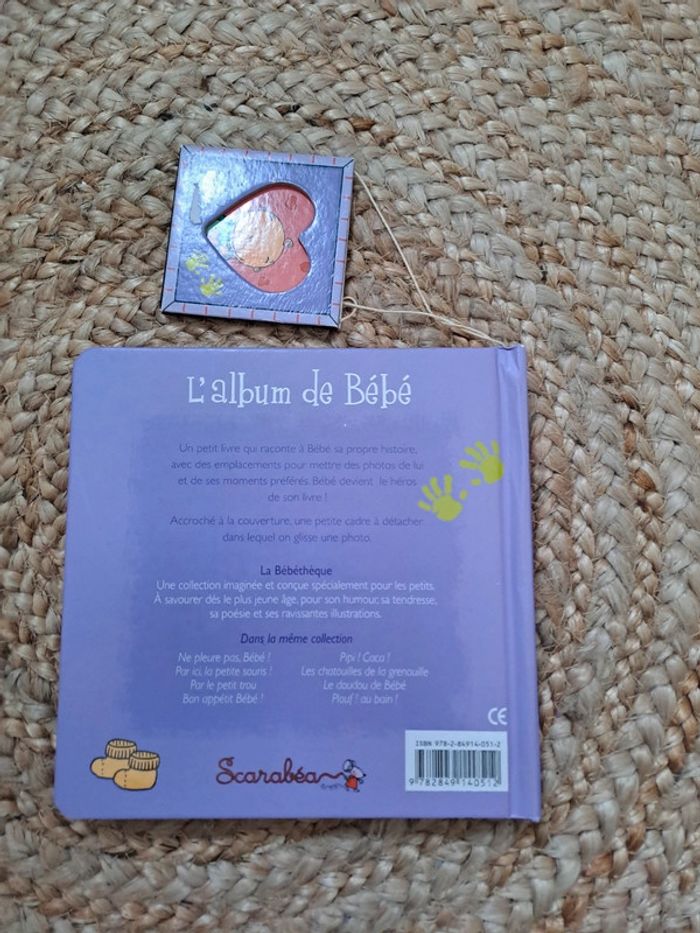 L'album de Bébé
Un petit livre qui raconte à Bébé sa propre histoire,
avec des emplacements pour mettre des photos de lui
et de ses moments préférés. Bébé devient le héros
de son livre !
Accroché à la couverture, une petite cadre à détacher
dans lequel on glisse une photo.
La Bébéthèque
Une collection imaginée et conçue spécialement pour les petits.
À savourer dès le plus jeune âge, pour son humour, sa tendresse,
sa poésie et ses ravissantes illustrations.
Dans la même collection
Ne pleure pas, Bébé !
Par ici, la petite souris !
Par le petit trou
Bon appétit Bébé !
Pipi ! Caca !
Les chatouilles de la grenouille
Le doudou de Bébé
Plouf ! au bain !
CE
ISBN 978-2-84914-051-2
9 782849 140512
Scarabéa